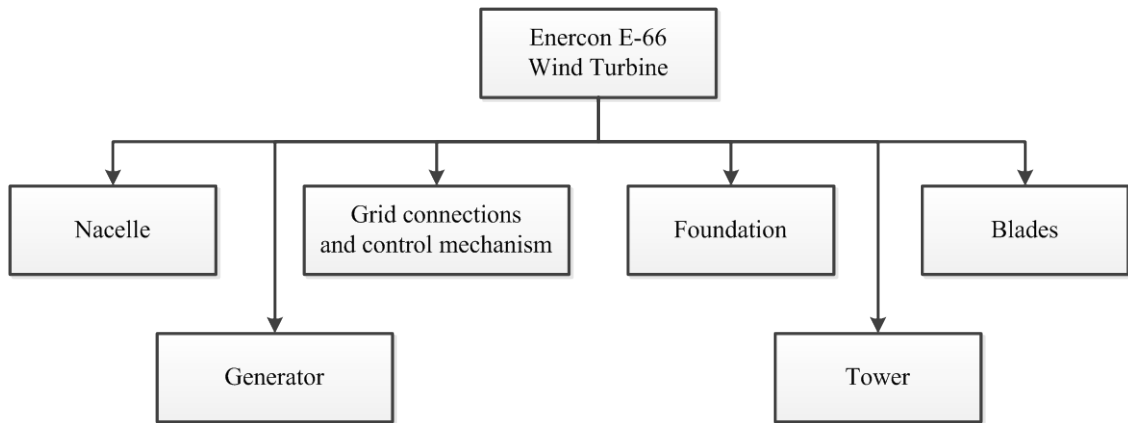 Enercon E-66
Wind Turbine
Nacelle
Grid connections
and control mechanism
Foundation
Blades
Generator
Tower